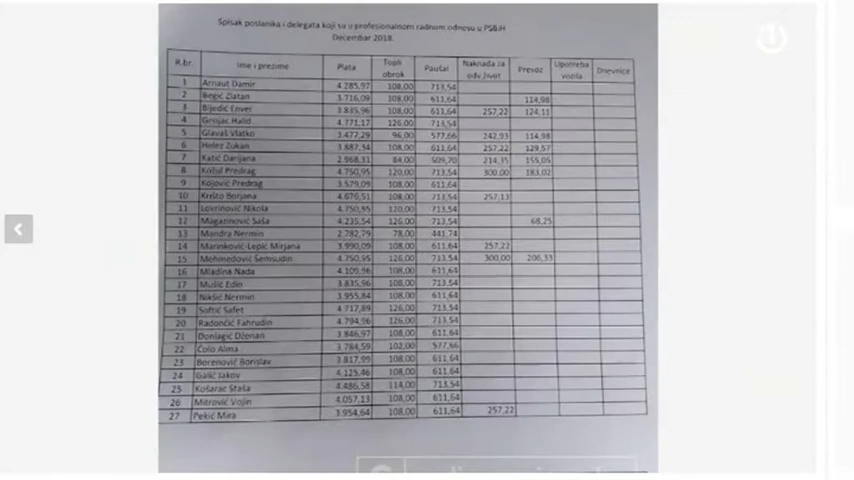 Spisak poslanika i delegata koji su u profesionalnom radnom odnosu u PSBiH
Decembar 2018.
R.br. Ime i prezime Plata Topli obrok Paušal Naknada za odv.život Prevoz Upotreba vozila Dnevnice
1 Arnaut Damir 4.285,97 108,00 713,54
2 Begić Zlatan 3.716,09 108,00 611,64 114,98
3 Bijedić Enver 3.835,96 108,00 611,64 257,22 124,11
4 Genjac Halid 4.771,17 126,00 713,54
5 Glavaš Vlatko 3.477,29 96,00 577,66 242,93 114,98
6 Helez Zukan 3.887,34 108,00 611,64 257,22 129,57
7 Katić Darijana 2.968,31 84,00 509,70 214,35 155,05
8 Kožul Predrag 4.750,95 120,00 713,54 300,00 183,02
9 Kojović Predrag 3.579,09 108,00 611,64
10 Krišto Borjana 4.676,51 108,00 713,54 257,13
11 Lovrinović Nikola 4.750,95 120,00 713,54
12 Magazinović Saša 4.235,54 126,00 713,54 68,25
13 Mandra Nermin 2.782,79 78,00 441,74
14 Marinković-Lepić Mirjana 3.990,09 108,00 611,64 257,22
15 Mehmedović Šemsudin 4.750,95 126,00 713,54 300,00 206,33
16 Mladina Nada 4.109,96 108,00 611,64
17 Mušić Edin 3.835,96 108,00 611,64
18 Nikšić Nermin 3.955,84 108,00 611,64
19 Softić Safet 4.717,89 126,00 713,54
20 Radončić Fahrudin 4.794,96 126,00 713,54
21 Donlagić Dženan 3.846,97 108,00 611,64
22 Čolo Alma 3.784,59 102,00 577,66
23 Borenović Borislav 3.817,99 108,00 611,64
24 Galić Jakov 4.125,46 108,00 611,64
25 Košarac Staša 4.486,58 114,00 713,54
26 Mitrović Vojin 4.057,13 108,00 611,64
27 Pekić Mira 3.954,64 108,00 611,64 257,22